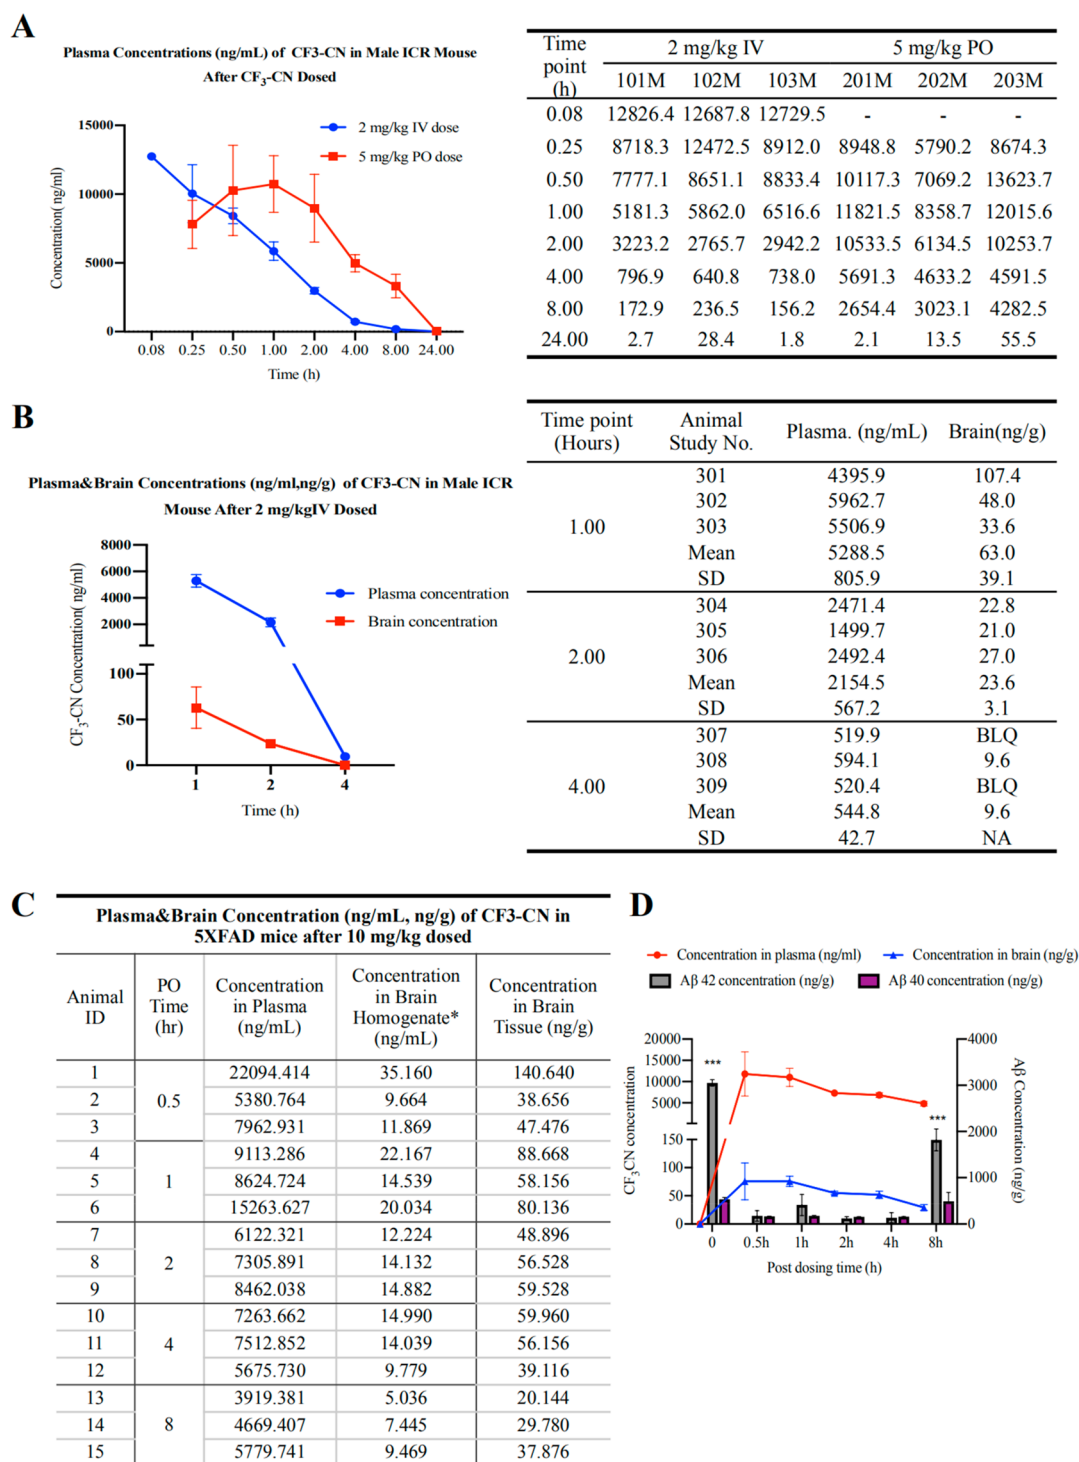 A
Plasma Concentrations (ng/mL) of CF3-CN in Male ICR Mouse
After CF3-CN Dosed
2 mg/kg IV dose
5 mg/kg PO dose
15000
10000
5000
0
Concentration( ng/ml)
0.08 0.25 0.50 1.00 2.00 4.00 8.00 24.00
Time (h)
Time point (h) 2 mg/kg IV 5 mg/kg PO
101M 102M 103M 201M 202M 203M
0.08 12826.4 12687.8 12729.5 - - -
0.25 8718.3 12472.5 8912.0 8948.8 5790.2 8674.3
0.50 7777.1 8651.1 8833.4 10117.3 7069.2 13623.7
1.00 5181.3 5862.0 6516.6 11821.5 8358.7 12015.6
2.00 3223.2 2765.7 2942.2 10533.5 6134.5 10253.7
4.00 796.9 640.8 738.0 5691.3 4633.2 4591.5
8.00 172.9 236.5 156.2 2654.4 3023.1 4282.5
24.00 2.7 28.4 1.8 2.1 13.5 55.5
B
Plasma&Brain Concentrations (ng/ml,ng/g) of CF3-CN in Male ICR
Mouse After 2 mg/kgIV Dosed
8000
6000
4000
2000
100
50
0
CF3-CN Concentration( ng/ml)
Plasma concentration
Brain concentration
1 2 4
Time (h)
Time point (Hours) Animal Study No. Plasma. (ng/mL) Brain(ng/g)
301 4395.9 107.4
302 5962.7 48.0
1.00 303 5506.9 33.6
Mean 5288.5 63.0
SD 805.9 39.1
304 2471.4 22.8
305 1499.7 21.0
2.00 306 2492.4 27.0
Mean 2154.5 23.6
SD 567.2 3.1
307 519.9 BLQ
308 594.1 9.6
4.00 309 520.4 BLQ
Mean 544.8 9.6
SD 42.7 NA
C
Plasma&Brain Concentration (ng/mL, ng/g) of CF3-CN in
5XFAD mice after 10 mg/kg dosed
Animal ID PO Time (hr) Concentration in Plasma (ng/mL) Concentration in Brain Homogenate* (ng/mL) Concentration in Brain Tissue (ng/g)
1 22094.414 35.160 140.640
2 0.5 5380.764 9.664 38.656
3 7962.931 11.869 47.476
4 9113.286 22.167 88.668
5 1 8624.724 14.539 58.156
6 15263.627 20.034 80.136
7 6122.321 12.224 48.896
8 2 7305.891 14.132 56.528
9 8462.038 14.882 59.528
10 7263.662 14.990 59.960
11 4 7512.852 14.039 56.156
12 5675.730 9.779 39.116
13 3919.381 5.036 20.144
14 8 4669.407 7.445 29.780
15 5779.741 9.469 37.876
D
Concentration in plasma (ng/ml) Concentration in brain (ng/g)
Aβ 42 concentration (ng/g) Aβ 40 concentration (ng/g)
20000
15000
10000
5000
150
100
50
0
CF3CN concentration
***
***
4000
3000
2000
1000
0
Aβ Concentration (ng/g)
0 0.5h 1h 2h 4h 8h
Post dosing time (h)